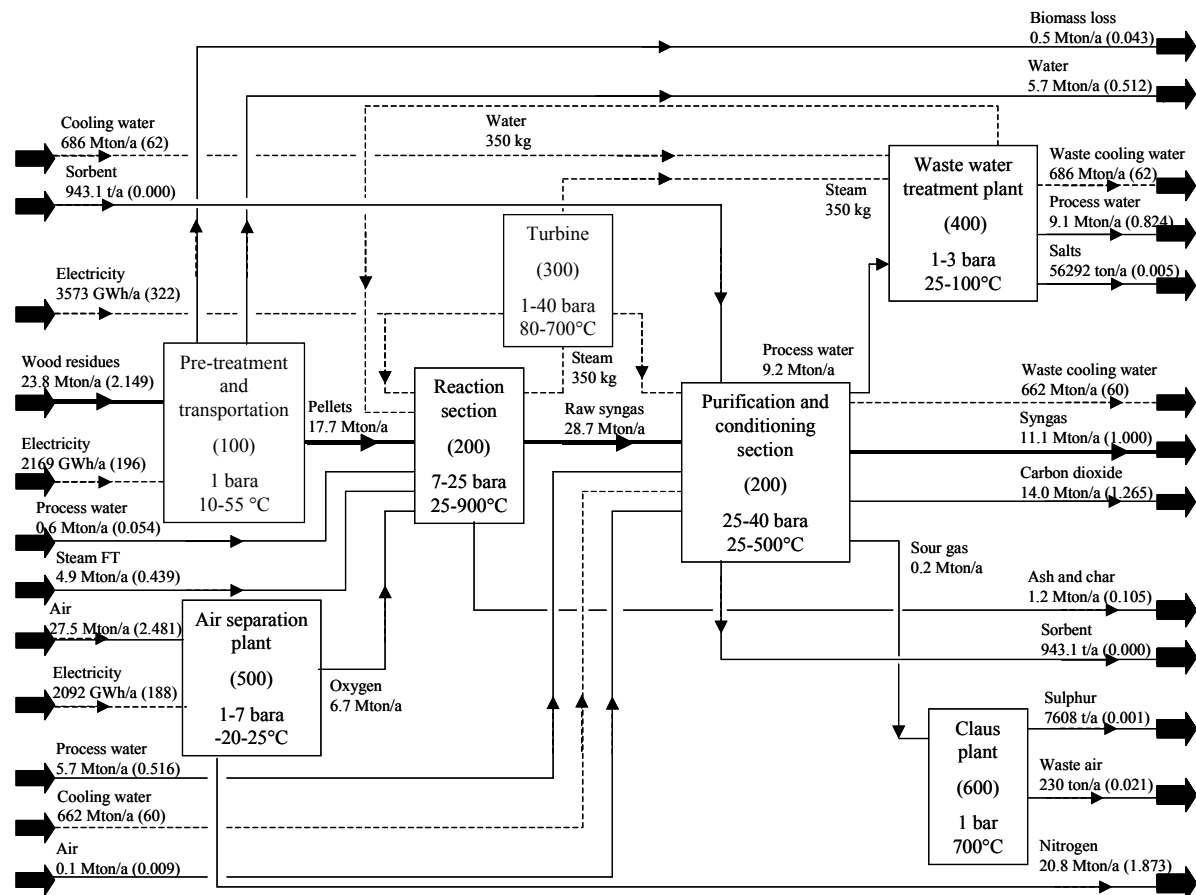 Biomass loss
0.5 Mton/a (0.043)
Water
5.7 Mton/a (0.512)
Cooling water
686 Mton/a (62)
Sorbent
943.1 t/a (0.000)
Water
350 kg
Steam
350 kg
Waste water
treatment plant
(400)
1-3 bara
25-100°C
Waste cooling water
686 Mton/a (62)
Process water
9.1 Mton/a (0.824)
Salts
56292 ton/a (0.005)
Turbine
(300)
1-40 bara
80-700°C
Electricity
3573 GWh/a (322)
Wood residues
23.8 Mton/a (2.149)
Electricity
2169 GWh/a (196)
Pre-treatment
and
transportation
(100)
1 bara
10-55 °C
Pellets
17.7 Mton/a
Reaction
section
(200)
7-25 bara
25-900°C
Steam
350 kg
Raw syngas
28.7 Mton/a
Process water
9.2 Mton/a
Purification and
conditioning
section
(200)
25-40 bara
25-500°C
Waste cooling water
662 Mton/a (60)
Syngas
11.1 Mton/a (1.000)
Carbon dioxide
14.0 Mton/a (1.265)
Process water
0.6 Mton/a (0.054)
Steam FT
4.9 Mton/a (0.439)
Air
27.5 Mton/a (2.481)
Electricity
2092 GWh/a (188)
Air separation
plant
(500)
1-7 bara
-20-25°C
Oxygen
6.7 Mton/a
Sour gas
0.2 Mton/a
Ash and char
1.2 Mton/a (0.105)
Sorbent
943.1 t/a (0.000)
Claus
plant
(600)
1 bar
700°C
Sulphur
7608 t/a (0.001)
Waste air
230 ton/a (0.021)
Process water
5.7 Mton/a (0.516)
Cooling water
662 Mton/a (60)
Air
0.1 Mton/a (0.009)
Nitrogen
20.8 Mton/a (1.873)